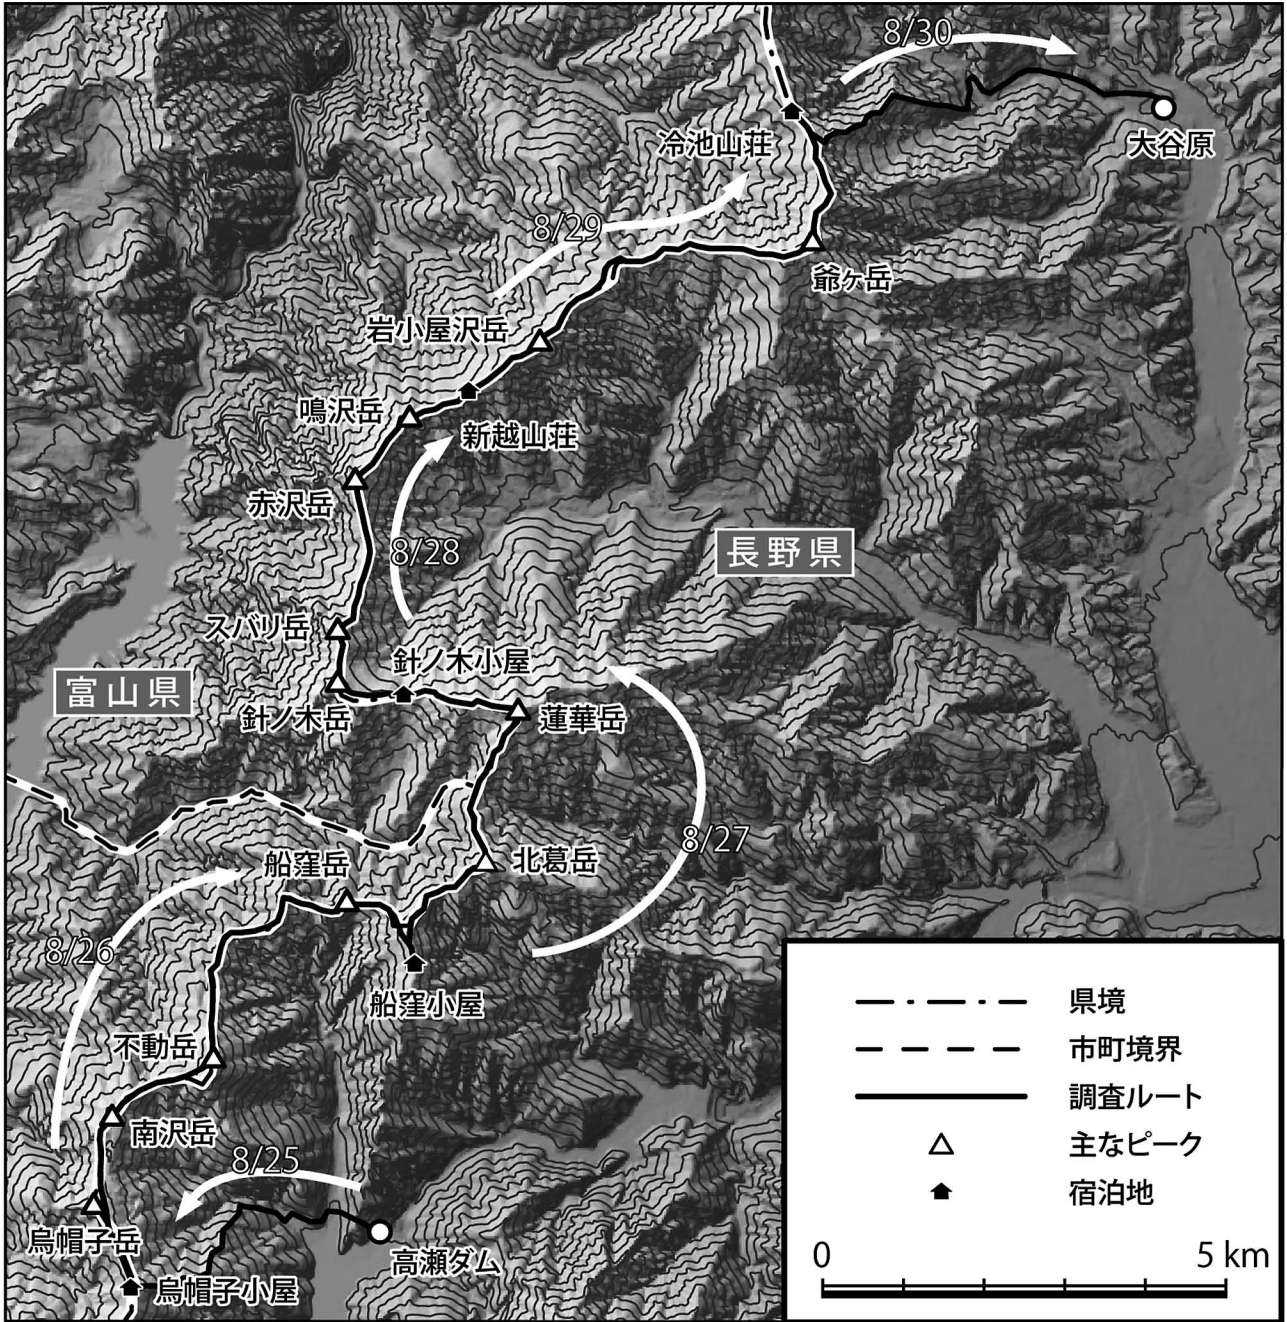 8/30
冷池山荘
大谷原
8/29
爺ヶ岳
岩小屋沢岳
鳴沢岳
新越山荘
赤沢岳
8/28
長野県
スバリ岳
針ノ木小屋
富山県
針ノ木岳
蓮華岳
8/27
船窪岳
北葛岳
8/26
船窪小屋
不動岳
南沢岳
8/25
烏帽子岳
高瀬ダム
烏帽子小屋
県境
市町境界
調査ルート
主なピーク
宿泊地
0 5 km